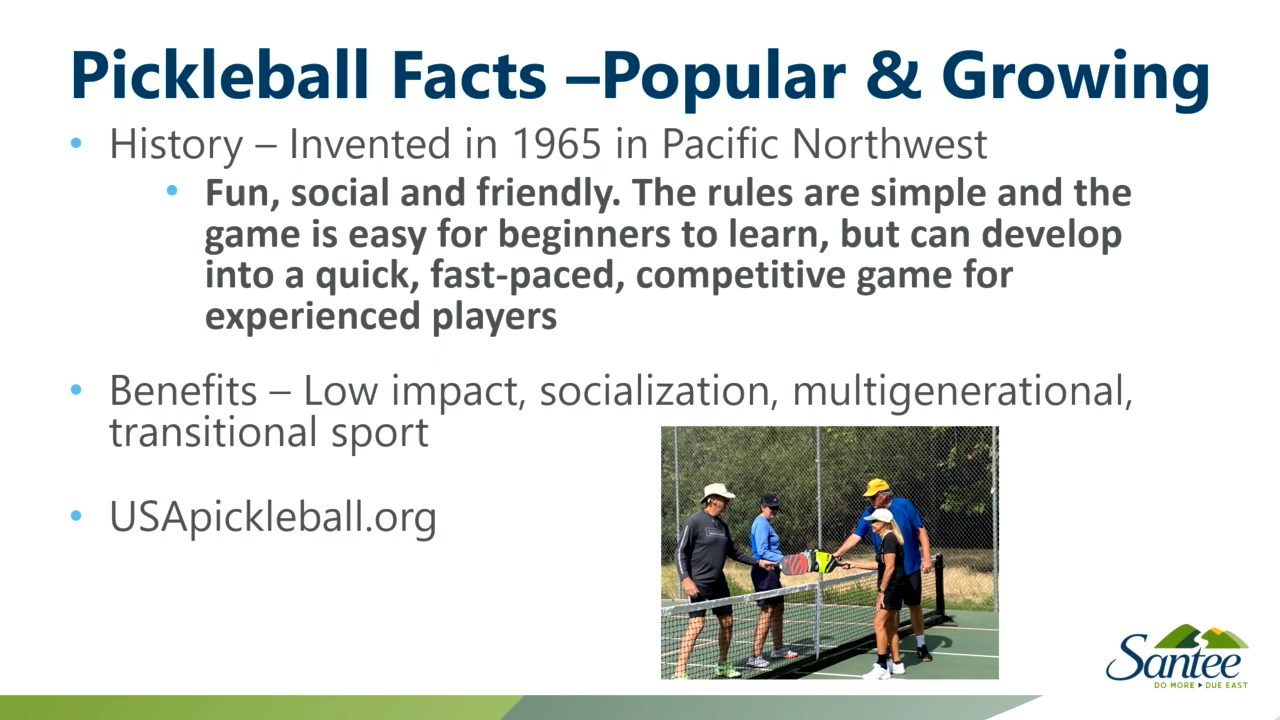 Pickleball Facts –Popular & Growing
• History – Invented in 1965 in Pacific Northwest
• Fun, social and friendly. The rules are simple and the
game is easy for beginners to learn, but can develop
into a quick, fast-paced, competitive game for
experienced players
• Benefits – Low impact, socialization, multigenerational,
transitional sport
• USApickleball.org
Santee
DO MORE ▸ DUE EAST